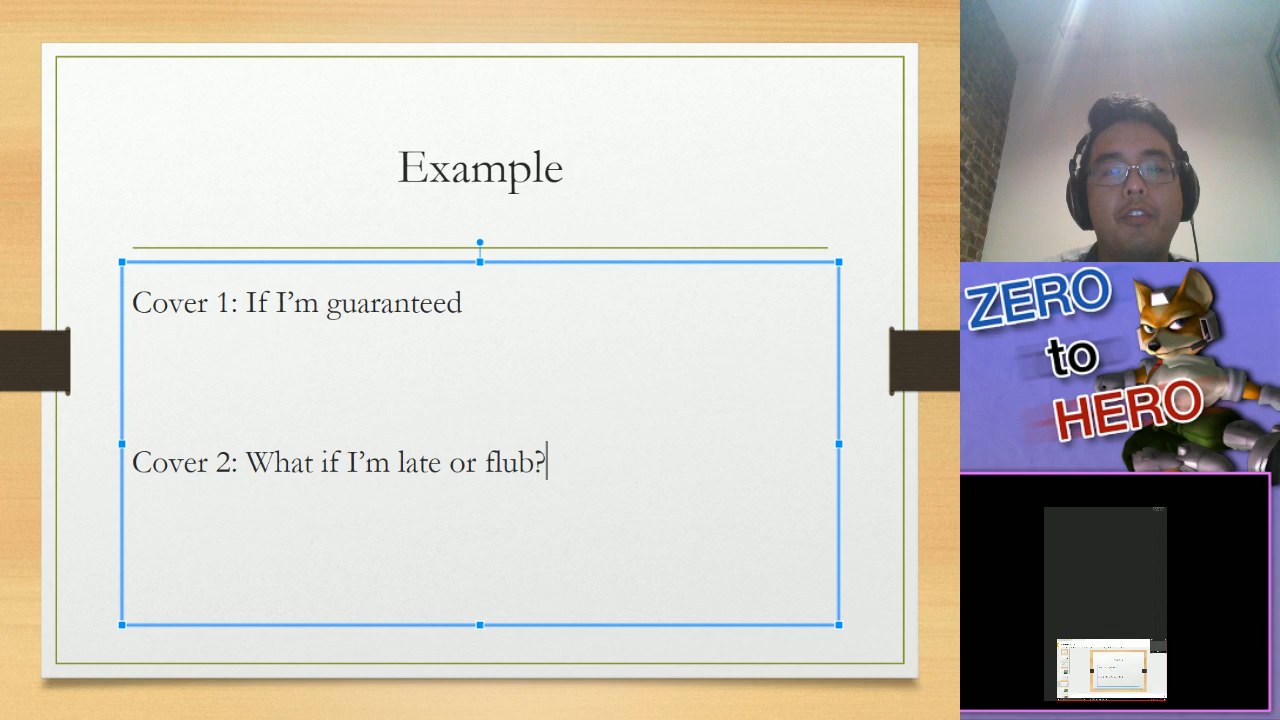 Example
Cover 1: If I’m guaranteed
Cover 2: What if I’m late or flub?
ZERO
to
HERO